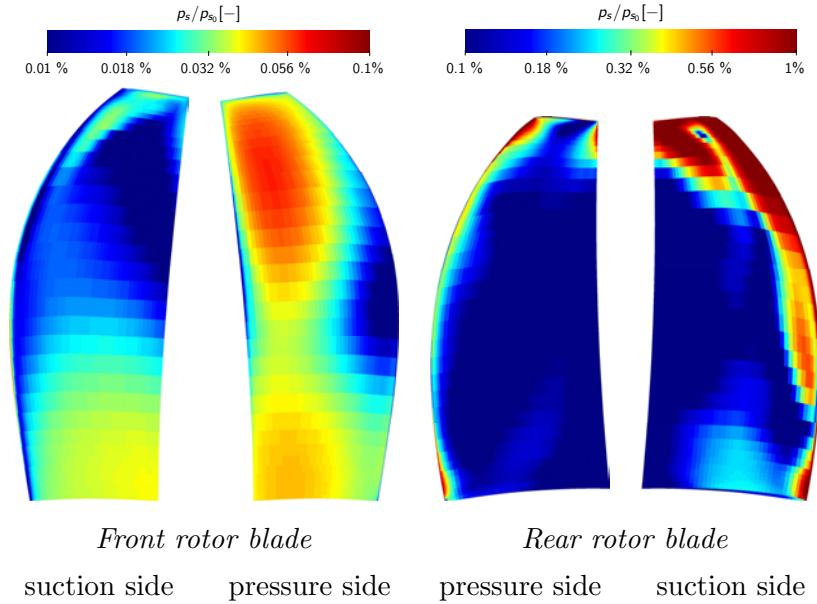 p_s/p_{s_0} [−]
0.01 % 0.018 % 0.032 % 0.056 % 0.1%
p_s/p_{s_0} [−]
0.1 % 0.18 % 0.32 % 0.56 % 1%
Front rotor blade
suction side pressure side
Rear rotor blade
pressure side suction side